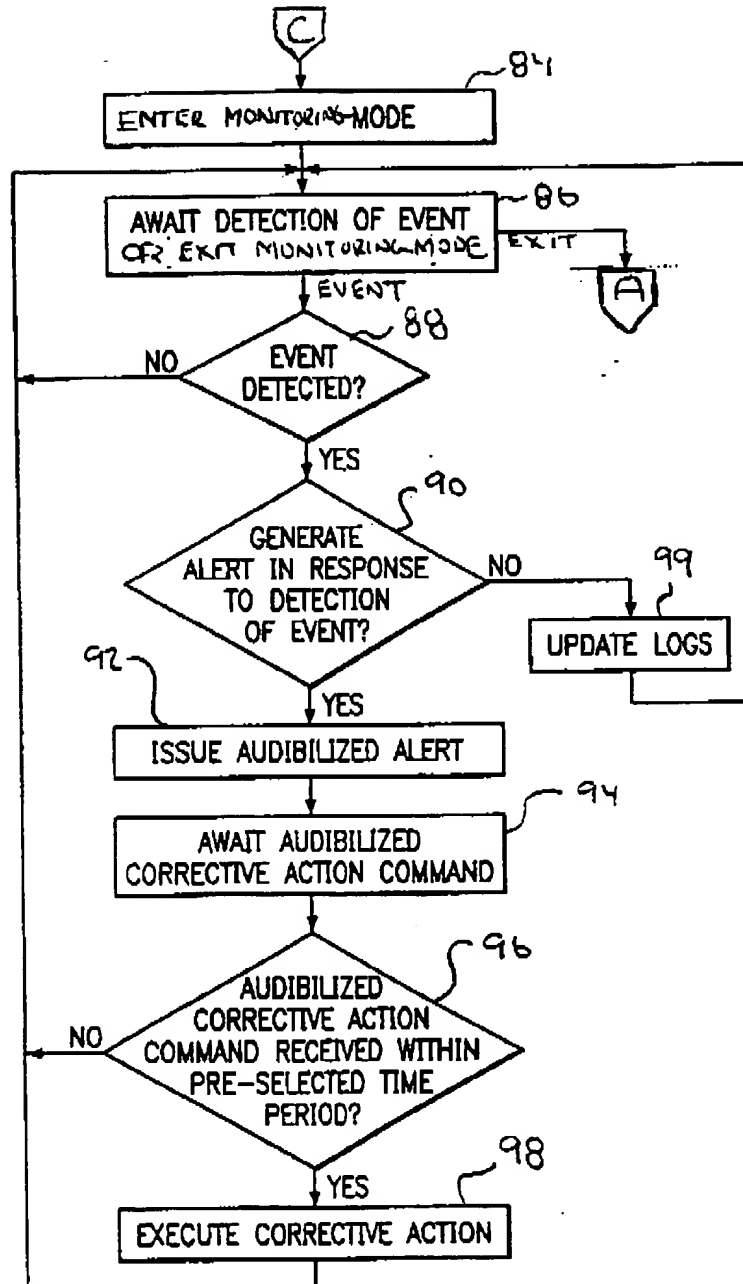 C
84
ENTER MONITORING-MODE
86
AWAIT DETECTION OF EVENT
OR EXIT MONITORING-MODE
EXIT
A
EVENT
88
NO
EVENT
DETECTED?
YES
90
GENERATE
ALERT IN RESPONSE
TO DETECTION
OF EVENT?
NO
99
UPDATE LOGS
92
YES
ISSUE AUDIBILIZED ALERT
94
AWAIT AUDIBILIZED
CORRECTIVE ACTION COMMAND
96
AUDIBILIZED
CORRECTIVE ACTION
NO
COMMAND RECEIVED WITHIN
PRE-SELECTED TIME
PERIOD?
YES
98
EXECUTE CORRECTIVE ACTION